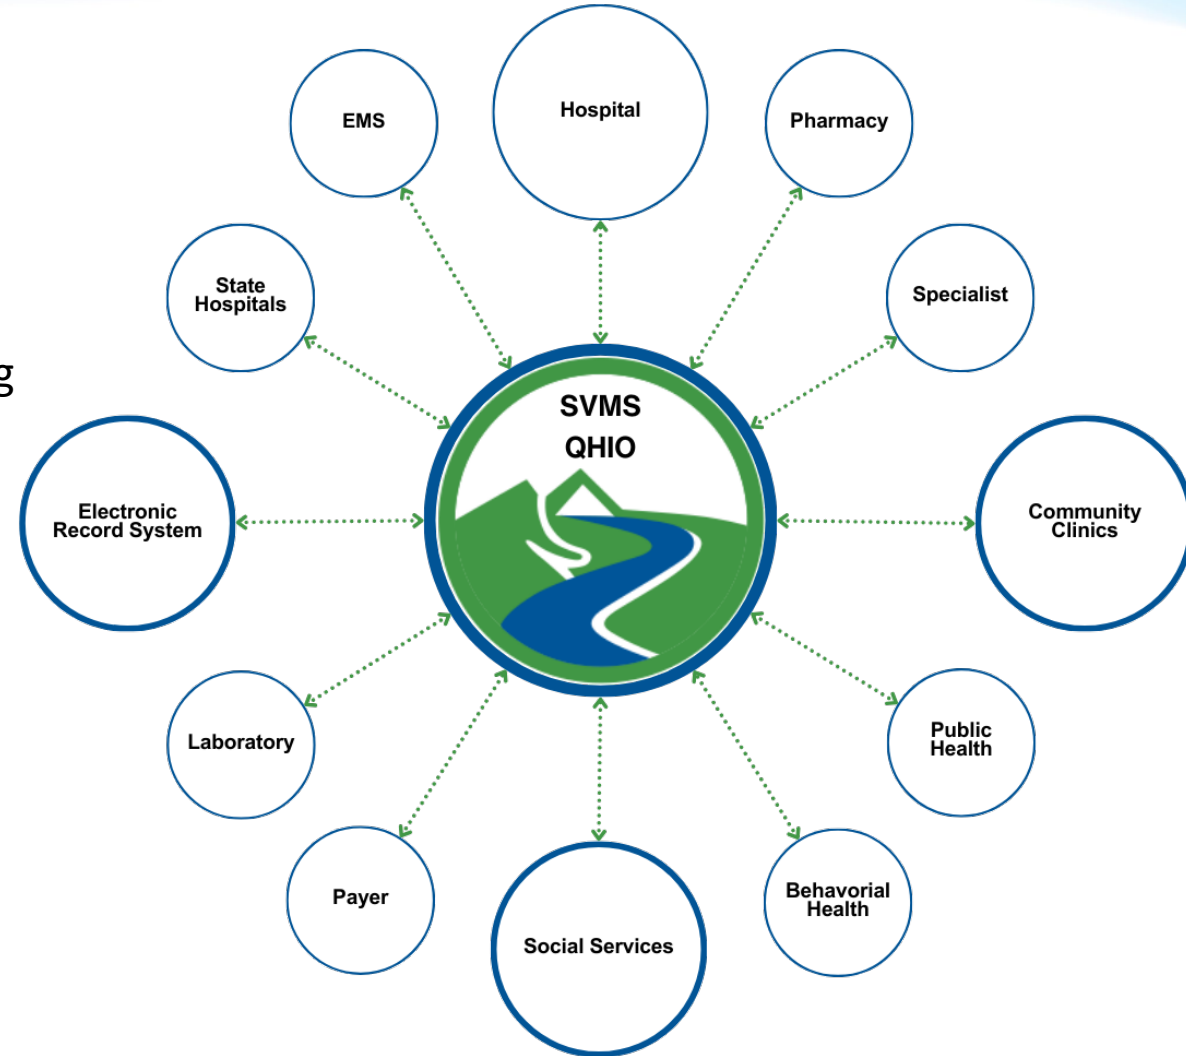 Hospital
EMS
Pharmacy
State
Hospitals
Specialist
g
SVMS
QHIO
Electronic
Record System
Community
Clinics
Laboratory
Public
Health
Payer
Behavorial
Health
Social Services